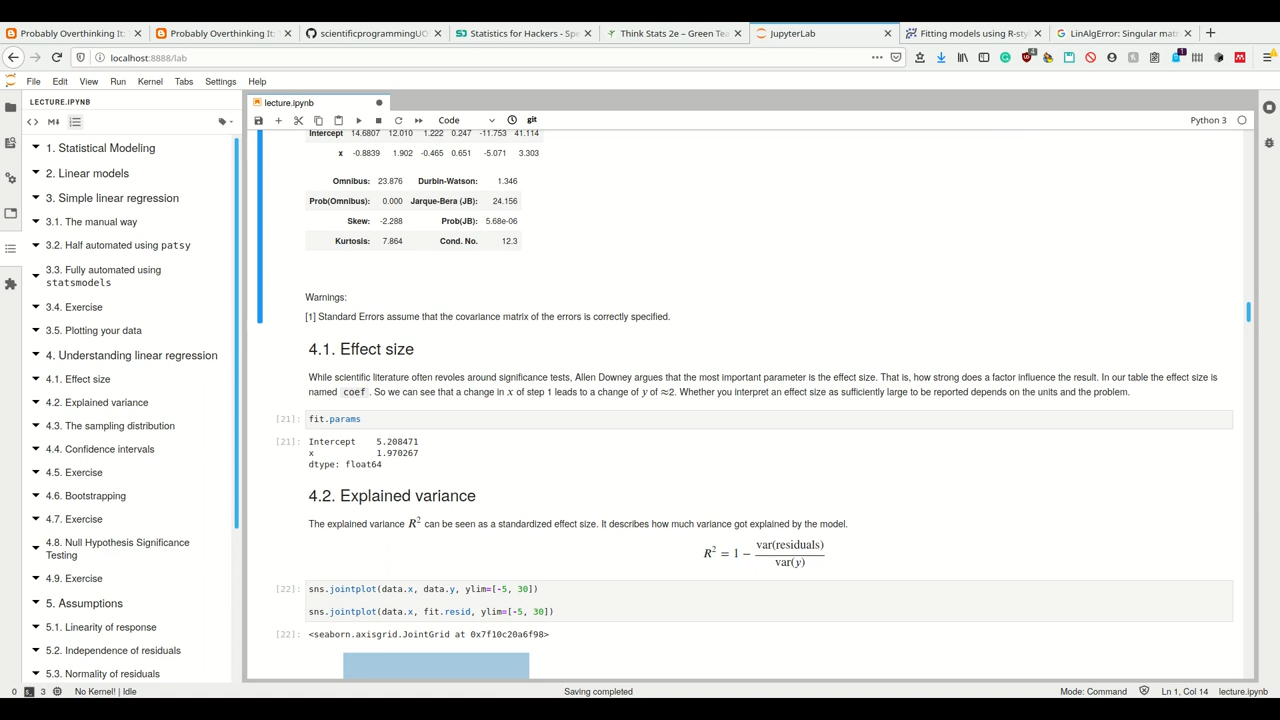 Probably Overthinking It:
Probably Overthinking It:
scientificprogrammingUO
Statistics for Hackers - Spe
Think Stats 2e – Green Tea
JupyterLab
Fitting models using R-styl
LinAlgError: Singular matr
localhost:8888/lab
File Edit View Run Kernel Tabs Settings Help
LECTURE.IPYNB
lecture.ipynb
Code
git
Python 3
1. Statistical Modeling
2. Linear models
3. Simple linear regression
3.1. The manual way
3.2. Half automated using patsy
3.3. Fully automated using
statsmodels
3.4. Exercise
3.5. Plotting your data
4. Understanding linear regression
4.1. Effect size
4.2. Explained variance
4.3. The sampling distribution
4.4. Confidence intervals
4.5. Exercise
4.6. Bootstrapping
4.7. Exercise
4.8. Null Hypothesis Significance
Testing
4.9. Exercise
5. Assumptions
5.1. Linearity of response
5.2. Independence of residuals
5.3. Normality of residuals
Intercept 14.6807 12.010 1.222 0.247 -11.753 41.114
x -0.8839 1.902 -0.465 0.651 -5.071 3.303
Omnibus: 23.876 Durbin-Watson: 1.346
Prob(Omnibus): 0.000 Jarque-Bera (JB): 24.156
Skew: -2.288 Prob(JB): 5.68e-06
Kurtosis: 7.864 Cond. No. 12.3
Warnings:
[1] Standard Errors assume that the covariance matrix of the errors is correctly specified.
4.1. Effect size
While scientific literature often revoles around significance tests, Allen Downey argues that the most important parameter is the effect size. That is, how strong does a factor influence the result. In our table the effect size is
named coef. So we can see that a change in x of step 1 leads to a change of y of ≈2. Whether you interpret an effect size as sufficiently large to be reported depends on the units and the problem.
[21] fit.params
[21] Intercept 5.208471
x 1.970267
dtype: float64
4.2. Explained variance
The explained variance R² can be seen as a standardized effect size. It describes how much variance got explained by the model.
R² = 1 − var(residuals)
var(y)
[22] sns.jointplot(data.x, data.y, ylim=[-5, 30])
sns.jointplot(data.x, fit.resid, ylim=[-5, 30])
[22] <seaborn.axisgrid.JointGrid at 0x7f10c20a6f98>
0 3 No Kernel! | Idle
Saving completed
Mode: Command Ln 1, Col 14 lecture.ipynb